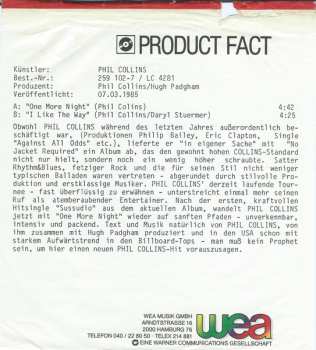 PRODUCT FACT
Künstler: PHIL COLLINS
Best.-Nr.: 259 102-7 / LC 4281
Produzent: Phil Collins/Hugh Padgham
Veröffentlicht: 07.03.1985
A: "One More Night" (Phil Colins) 4:42
B: "I Like The Way" (Phil Collins/Daryl Stuermer) 4:25
Obwohl PHIL COLLINS während des letzten Jahres außerordentlich be-
schäftigt war, (Produktionen Philip Bailey, Eric Clapton, Single
"Against All Odds" etc.), lieferte er "in eigener Sache" mit "No
Jacket Required" ein Album ab, das den gewohnt hohen COLLINS-Standard
nicht nur hielt, sondern noch ein wenig höher schraubte. Satter
Rhythm&Blues, fetziger Rock und die für seinen Stil nicht weniger
typischen Balladen waren vertreten - abgerundet durch stilvolle Pro-
duktion und erstklassige Musiker. PHIL COLLINS' derzeit laufende Tour-
nee - fast überflüssig zu erwähnen - unterstreicht einmal mehr seinen
Ruf als atemberaubender Entertainer. Nach der ersten, kraftvollen
Hitsingle "Sussudio" aus dem aktuellen Album, wandelt PHIL COLLINS
jetzt mit "One More Night" wieder auf sanften Pfaden - unverkennbar,
intensiv und packend. Text und Musik natürlich von PHIL COLLINS, von
ihm zusammen mit Hugh Padgham produziert und in den USA schon mit
starkem Aufwärtstrend in den Billboard-Tops - man muß kein Prophet
sein, um hier einen neuen PHIL COLLINS-Hit vorauszusagen.
WEA MUSIK GMBH
ARNDTSTRASSE 16
2000 HAMBURG 76
TELEFON 040 / 22 80 50 TELEX 214 881
EINE WARNER COMMUNICATIONS GESELLSCHAFT
wea